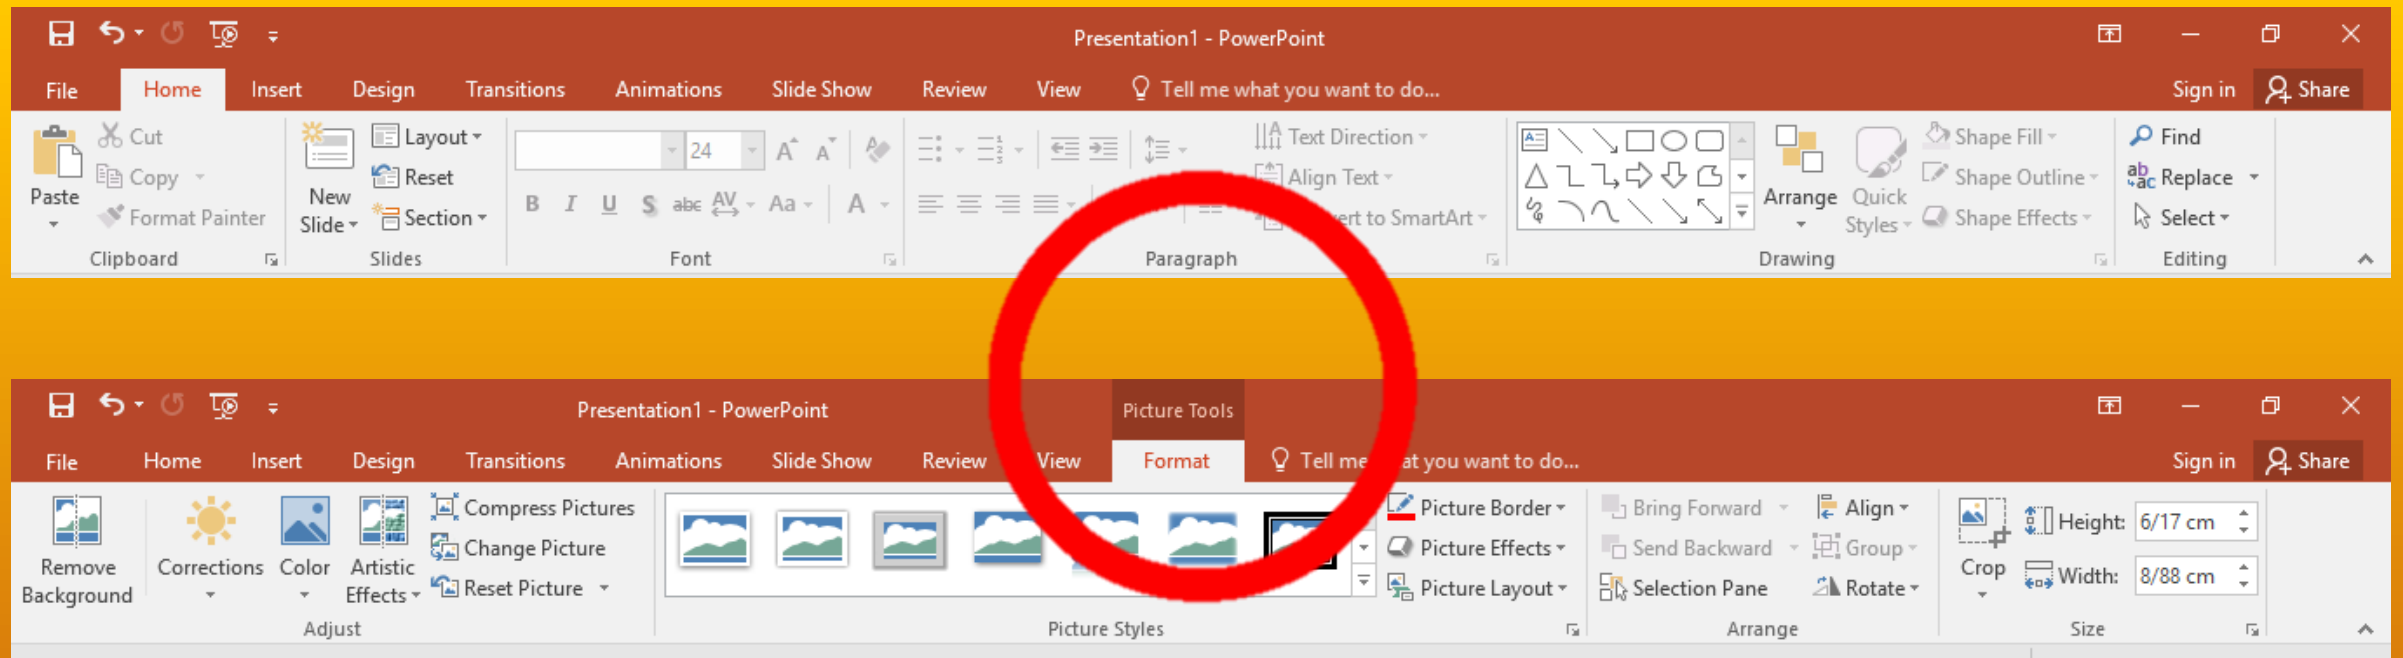 Presentation1 - PowerPoint
File Home Insert Design Transitions Animations Slide Show Review View Tell me what you want to do... Sign in Share
Cut Layout Text Direction Shape Fill Find
24
Copy Reset Align Text Shape Outline Replace
Paste New Arrange Quick
Format Painter Slide Section B I U S abc AV Aa A to SmartArt Styles Shape Effects Select
Clipboard Slides Font Paragraph Drawing Editing
Presentation1 - PowerPoint Picture Tools
File Home Insert Design Transitions Animations Slide Show Review View Format Tell me at you want to do... Sign in Share
Compress Pictures Picture Border Bring Forward Align Height: 6/17 cm
Change Picture Picture Effects Send Backward Group
Remove Corrections Color Artistic Crop Width: 8/88 cm
Background Effects Reset Picture Picture Layout Selection Pane Rotate
Adjust Picture Styles Arrange Size